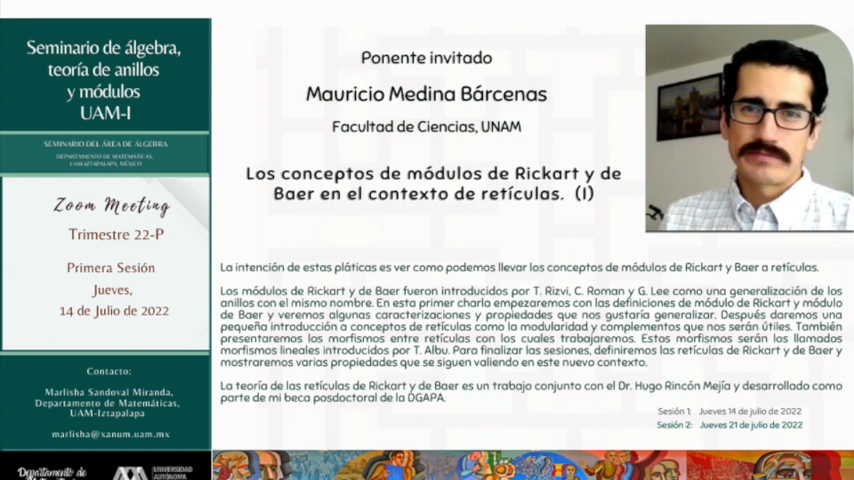 Seminario de álgebra,
teoría de anillos
y módulos
UAM-I
SEMINARIO DEL ÁREA DE ÁLGEBRA
DEPARTAMENTO DE MATEMÁTICAS,
UAM-IZTAPALAPA, MÉXICO
Zoom Meeting
Trimestre 22-P
Primera Sesión
Jueves,
14 de Julio de 2022
Contacto:
Marlisha Sandoval Miranda,
Departamento de Matemáticas,
UAM-Iztapalapa
marlisha@xanum.uam.mx
Departamento de
UNIVERSIDAD
AUTÓNOMA
Ponente invitado
Mauricio Medina Bárcenas
Facultad de Ciencias, UNAM
Los conceptos de módulos de Rickart y de
Baer en el contexto de retículas. (I)
La intención de estas pláticas es ver como podemos llevar los conceptos de módulos de Rickart y Baer a retículas.
Los módulos de Rickart y de Baer fueron introducidos por T. Rizvi, C. Roman y G. Lee como una generalización de los
anillos con el mismo nombre. En esta primer charla empezaremos con las definiciones de módulo de Rickart y módulo
de Baer y veremos algunas caracterizaciones y propiedades que nos gustaría generalizar. Después daremos una
pequeña introducción a conceptos de retículas como la modularidad y complementos que nos serán útiles. También
presentaremos los morfismos entre retículas con los cuales trabajaremos. Estos morfismos serán los llamados
morfismos lineales introducidos por T. Albu. Para finalizar las sesiones, definiremos las retículas de Rickart y de Baer y
mostraremos varias propiedades que se siguen valiendo en este nuevo contexto.
La teoría de las retículas de Rickart y de Baer es un trabajo conjunto con el Dr. Hugo Rincón Mejía y desarrollado como
parte de mi beca posdoctoral de la DGAPA.
Sesión 1: Jueves 14 de julio de 2022
Sesión 2: Jueves 21 de julio de 2022